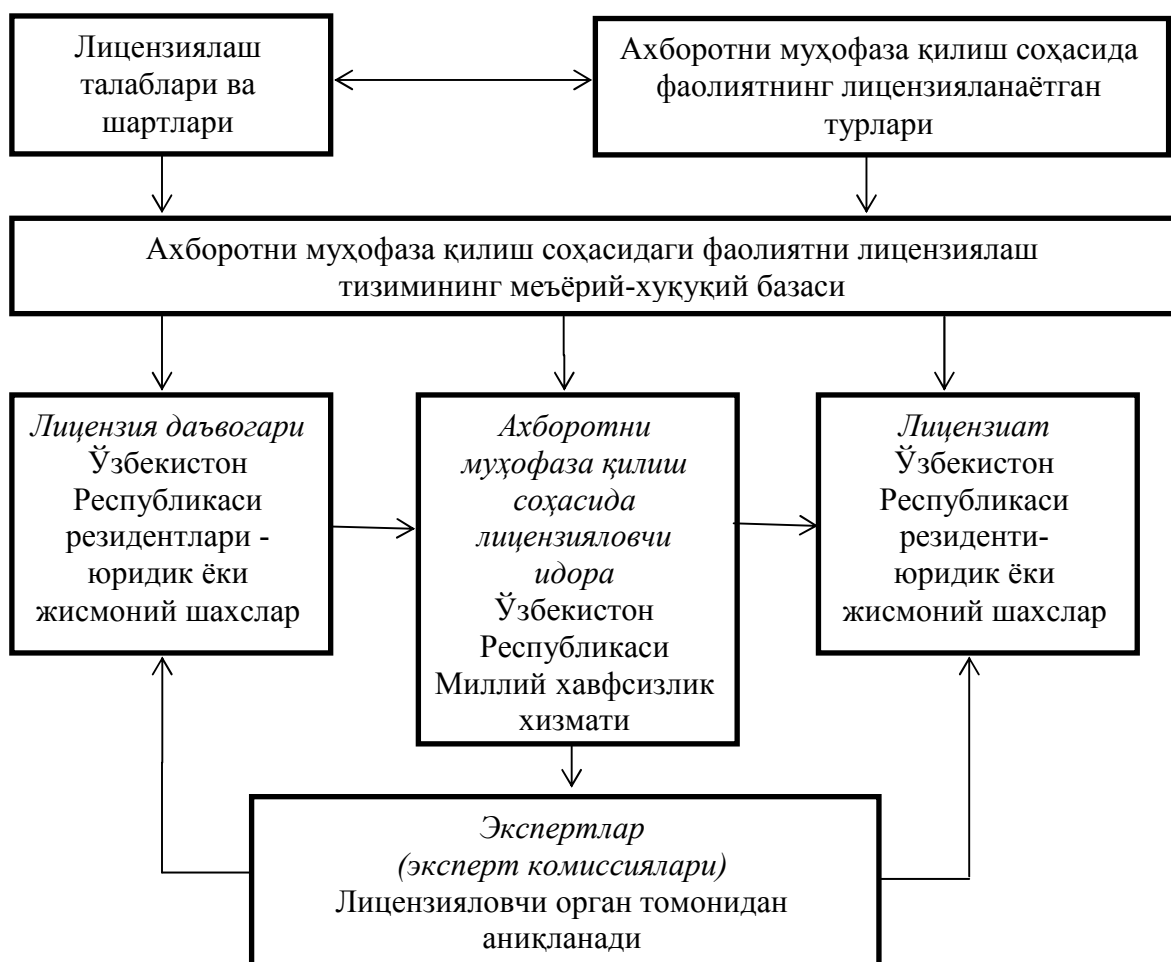 Лицензиялаш
талаблари ва
шартлари
Ахборотни муҳофаза қилиш соҳасида
фаолиятнинг лицензияланаётган
турлари
Ахборотни муҳофаза қилиш соҳасидаги фаолиятни лицензиялаш
тизимининг меъёрий-хуқуқий базаси
Лицензия даъвогари
Ўзбекистон
Республикаси
резидентлари -
юридик ёки
жисмоний шахслар
Ахборотни
муҳофаза қилиш
соҳасида
лицензияловчи
идора
Ўзбекистон
Республикаси
Миллий хавфсизлик
хизмати
Лицензиат
Ўзбекистон
Республикаси
резиденти-
юридик ёки
жисмоний шахслар
Экспертлар
(эксперт комиссиялари)
Лицензияловчи орган томонидан
аниқланади